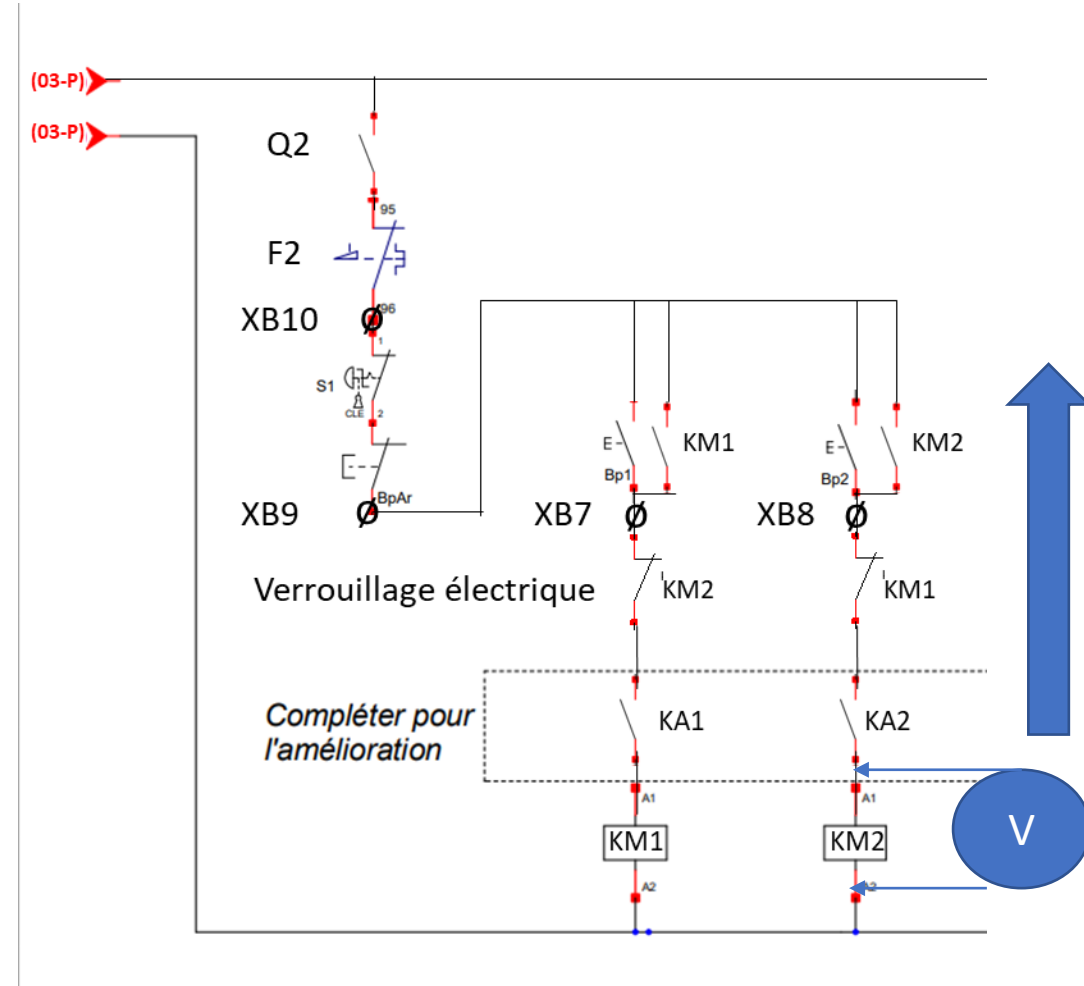 (03-P)
(03-P)
Q2
95
F2
XB10
96
1
S1
CLE
2
E
KM1
E
KM2
Bp1
Bp2
BpAr
XB9
XB7
XB8
Verrouillage électrique
KM2
KM1
Compléter pour
l'amélioration
KA1
KA2
A1
A1
V
KM1
KM2
A2
A2